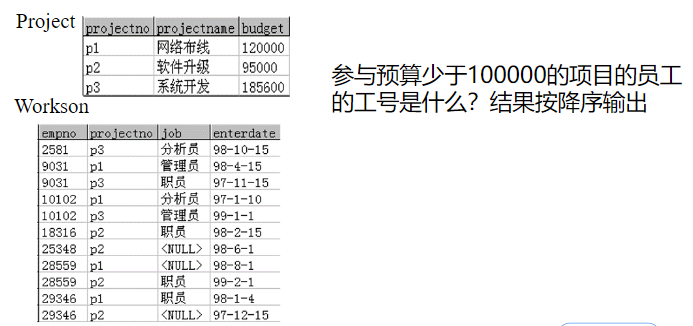 Project
projectno projectname budget
p1 网络布线 120000
p2 软件升级 95000
p3 系统开发 185600
参与预算少于100000的项目的员工
的工号是什么？结果按降序输出
Workson
empno projectno job enterdate
2581 p3 分析员 98-10-15
9031 p1 管理员 98-4-15
9031 p3 职员 97-11-15
10102 p1 分析员 97-1-10
10102 p3 管理员 99-1-1
18316 p2 职员 98-2-15
25348 p2 <NULL> 98-6-1
28559 p1 <NULL> 98-8-1
28559 p2 职员 99-2-1
29346 p1 职员 98-1-4
29346 p2 <NULL> 97-12-15